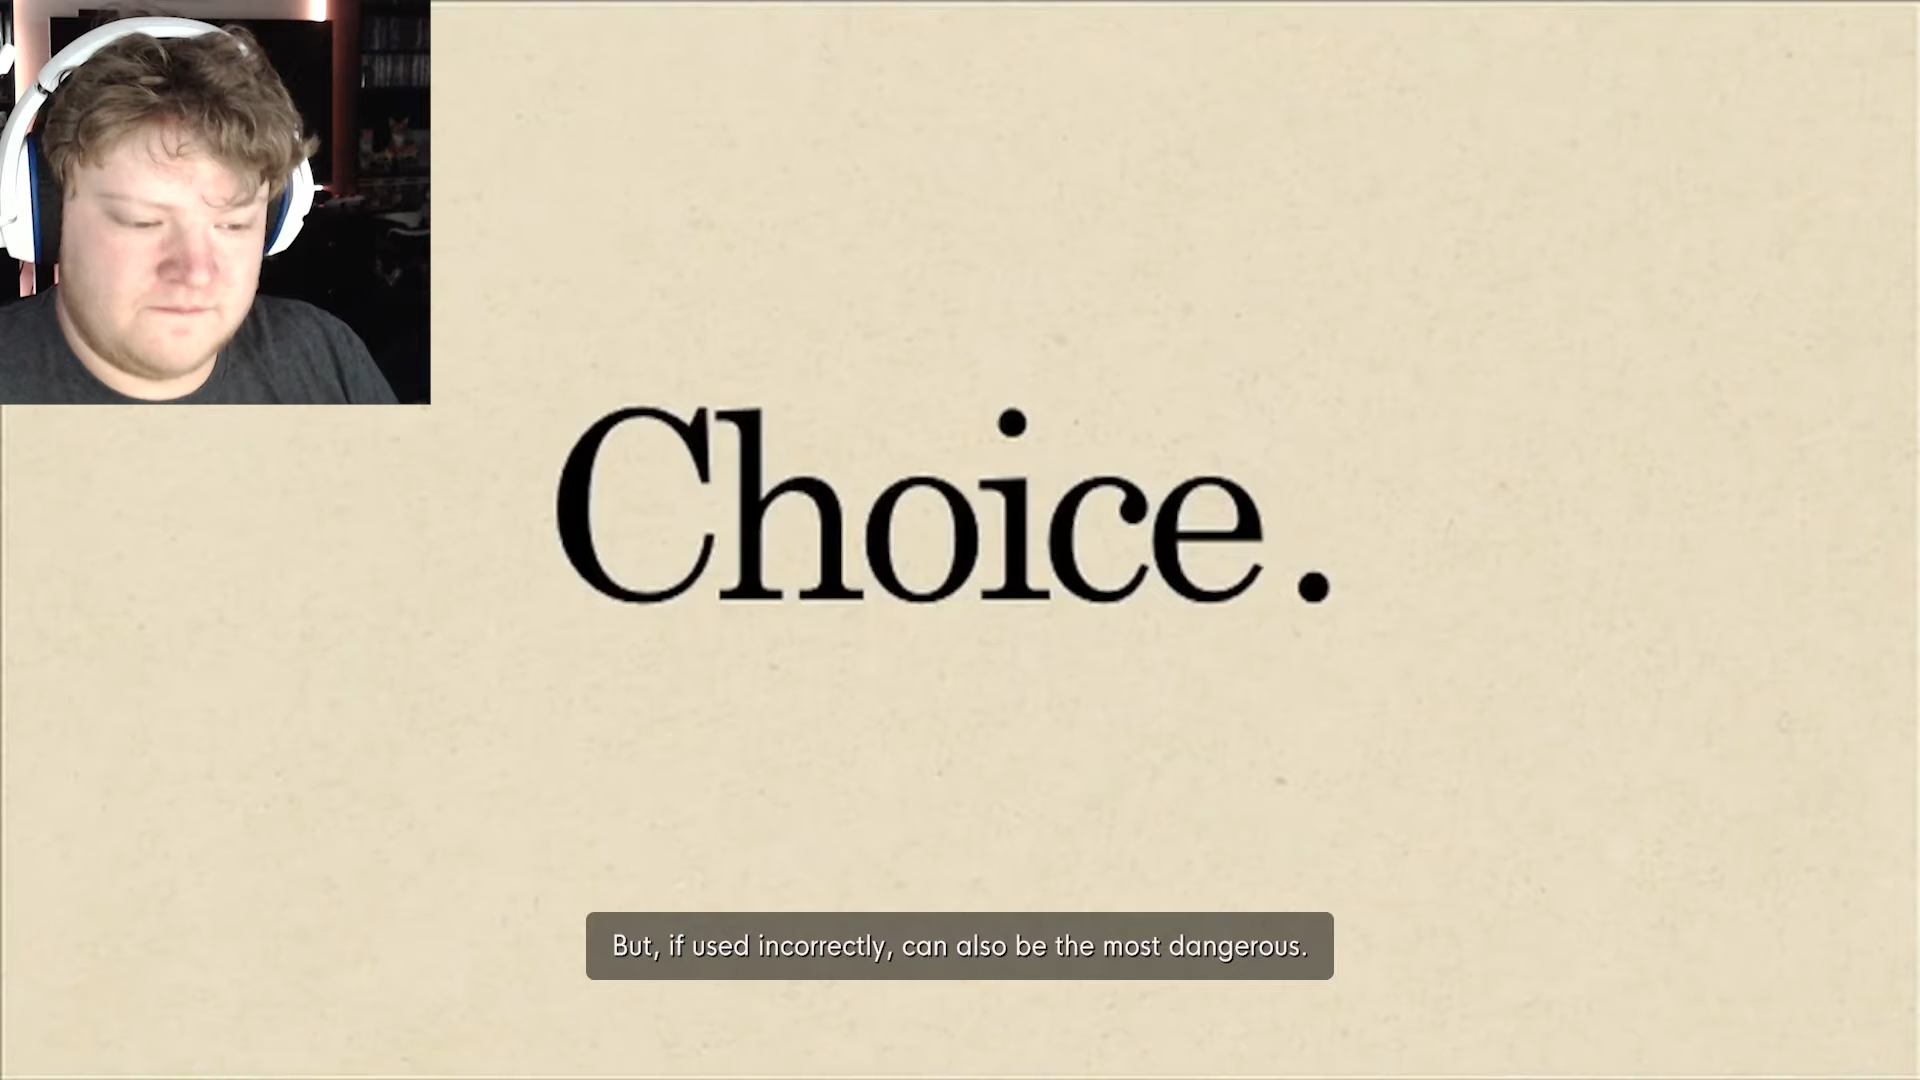 Choice.
But, if used incorrectly, can also be the most dangerous.